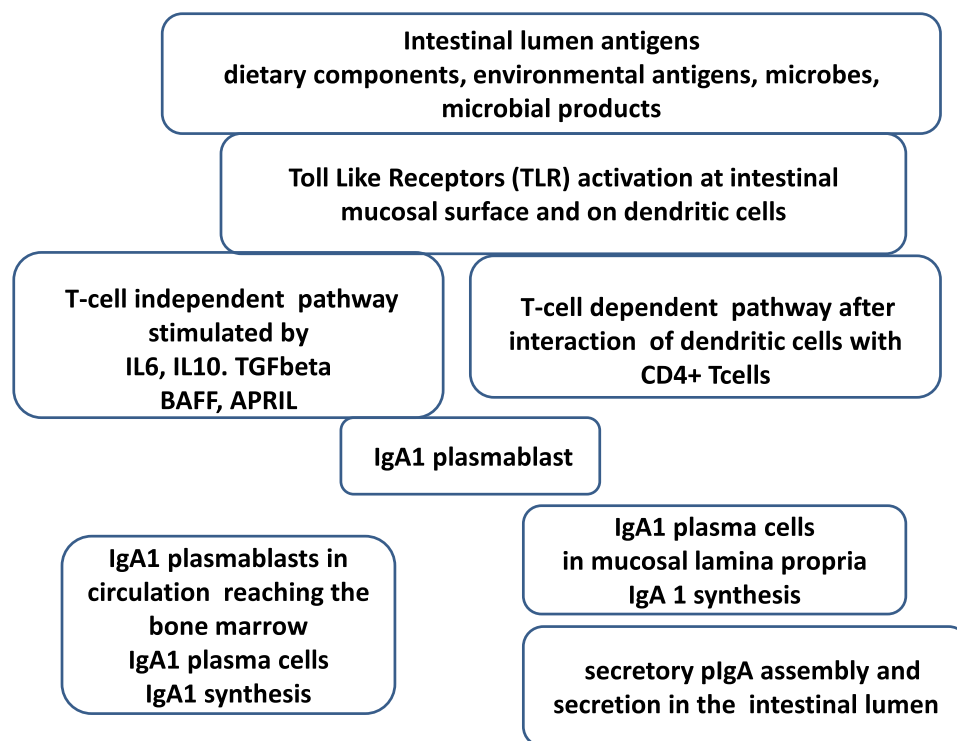 Intestinal lumen antigens
dietary components, environmental antigens, microbes,
microbial products
Toll Like Receptors (TLR) activation at intestinal
mucosal surface and on dendritic cells
T-cell independent pathway
stimulated by
IL6, IL10. TGFbeta
BAFF, APRIL
T-cell dependent pathway after
interaction of dendritic cells with
CD4+ Tcells
IgA1 plasmablast
IgA1 plasmablasts in
circulation reaching the
bone marrow
IgA1 plasma cells
IgA1 synthesis
IgA1 plasma cells
in mucosal lamina propria
IgA 1 synthesis
secretory pIgA assembly and
secretion in the intestinal lumen